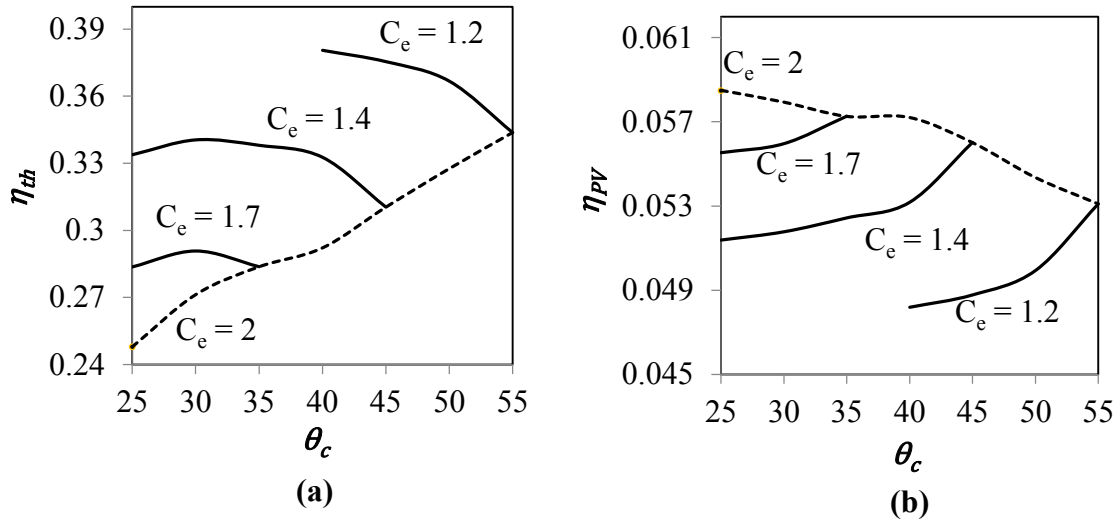 0.39
0.36
0.33
0.3
0.27
0.24
η_th
C_e = 1.2
C_e = 1.4
C_e = 1.7
C_e = 2
25 30 35 40 45 50 55
θ_c
(a)
0.061
0.057
0.053
0.049
0.045
η_PV
C_e = 2
C_e = 1.7
C_e = 1.4
C_e = 1.2
25 30 35 40 45 50 55
θ_c
(b)